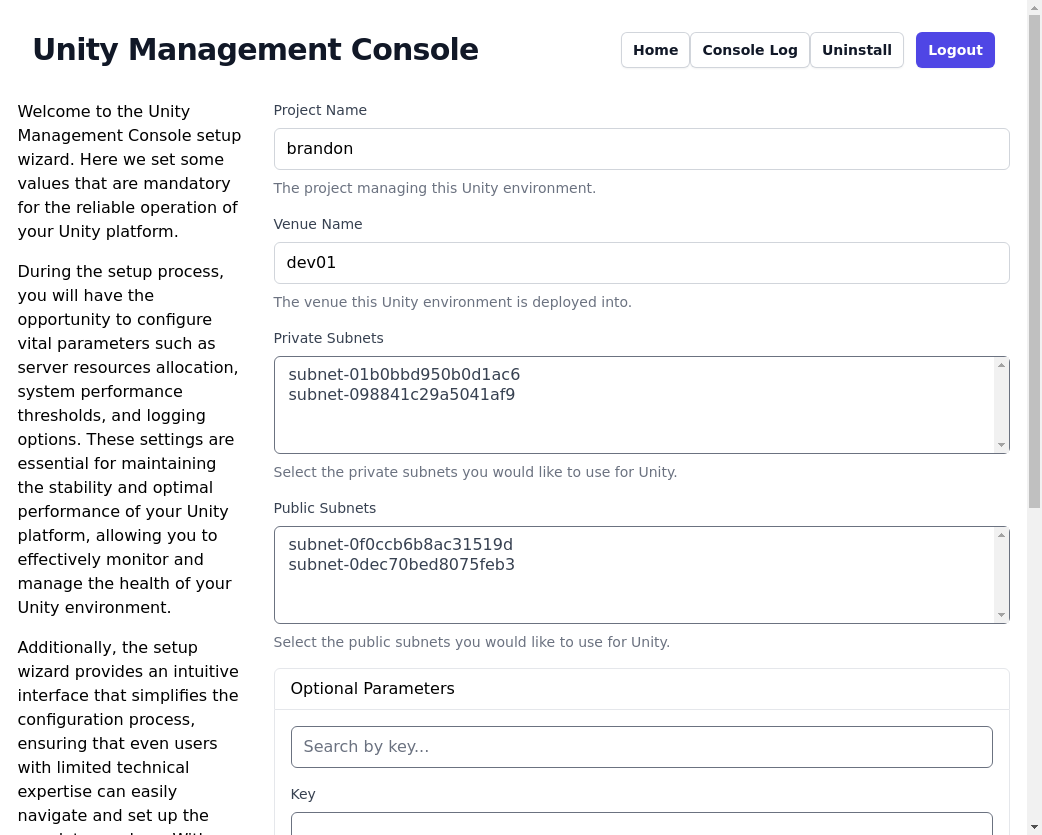 Unity Management Console
Home
Console Log
Uninstall
Logout
Welcome to the Unity
Management Console setup
wizard. Here we set some
values that are mandatory
for the reliable operation of
your Unity platform.
During the setup process,
you will have the
opportunity to configure
vital parameters such as
server resources allocation,
system performance
thresholds, and logging
options. These settings are
essential for maintaining
the stability and optimal
performance of your Unity
platform, allowing you to
effectively monitor and
manage the health of your
Unity environment.
Additionally, the setup
wizard provides an intuitive
interface that simplifies the
configuration process,
ensuring that even users
with limited technical
expertise can easily
navigate and set up the
Project Name
brandon
The project managing this Unity environment.
Venue Name
dev01
The venue this Unity environment is deployed into.
Private Subnets
subnet-01b0bbd950b0d1ac6
subnet-098841c29a5041af9
Select the private subnets you would like to use for Unity.
Public Subnets
subnet-0f0ccb6b8ac31519d
subnet-0dec70bed8075feb3
Select the public subnets you would like to use for Unity.
Optional Parameters
Search by key...
Key